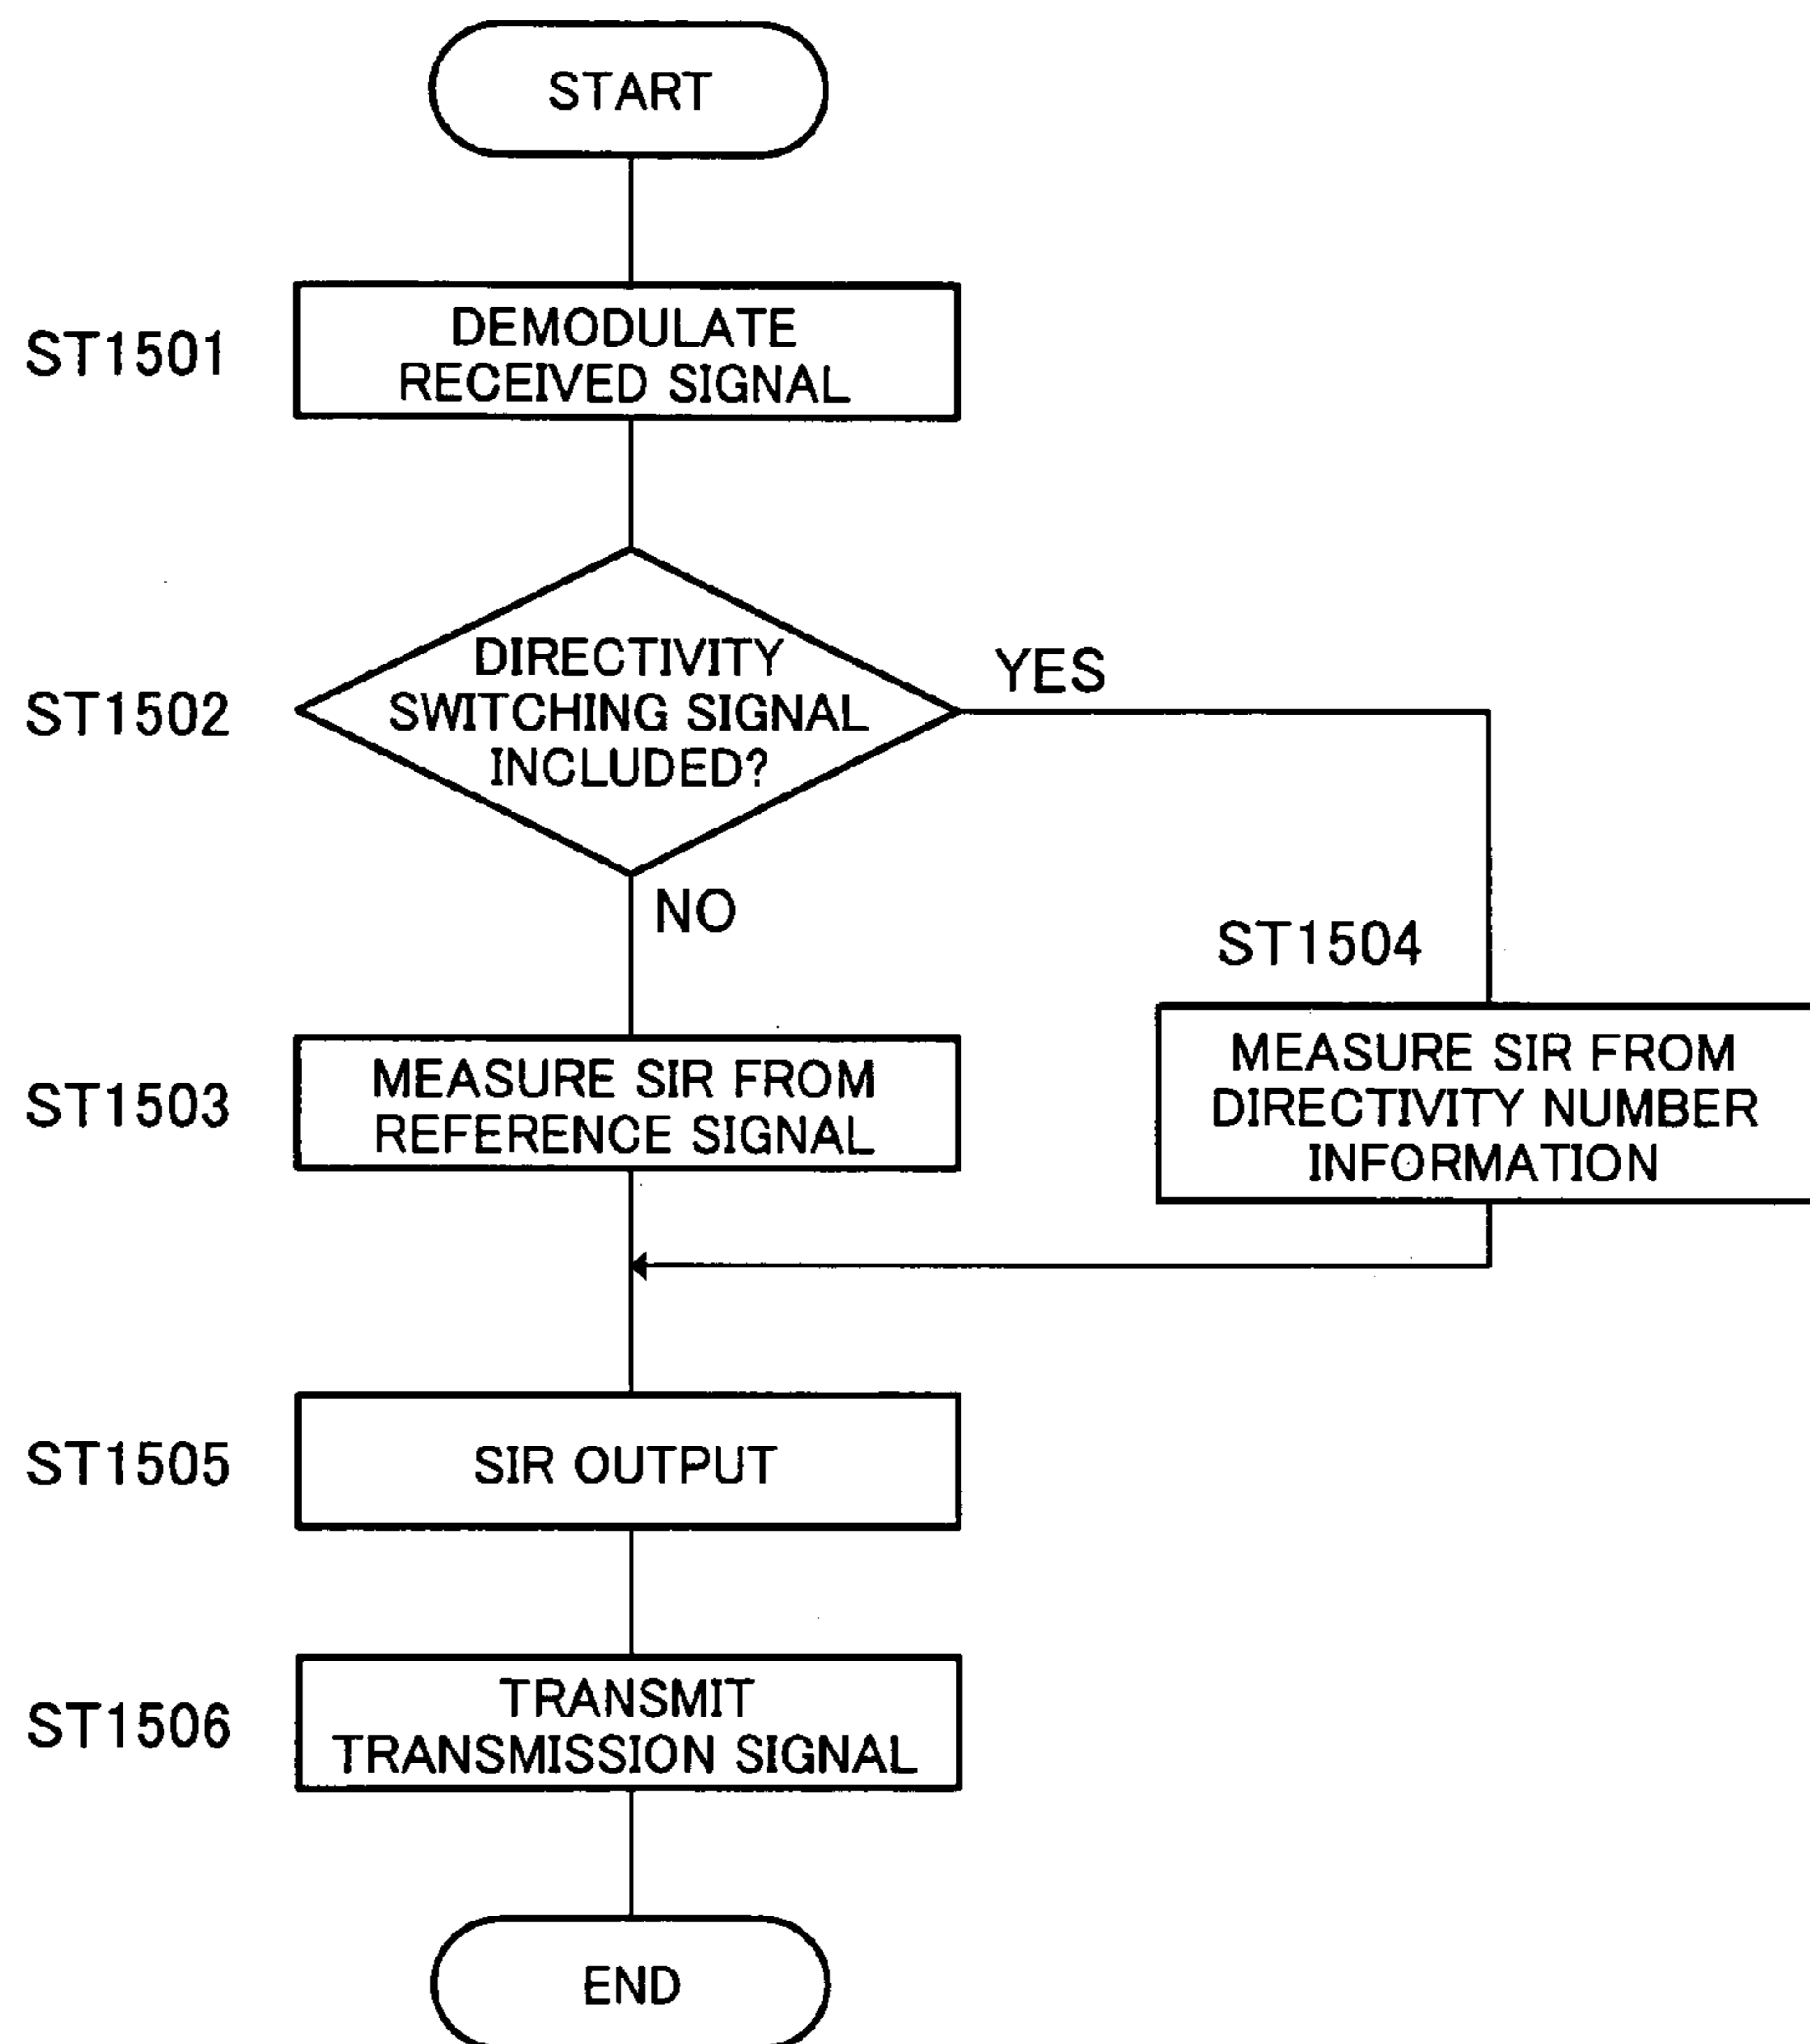 START
ST1501
DEMODULATE
RECEIVED SIGNAL
ST1502
DIRECTIVITY
SWITCHING SIGNAL
INCLUDED?
YES
NO
ST1503
MEASURE SIR FROM
REFERENCE SIGNAL
ST1504
MEASURE SIR FROM
DIRECTIVITY NUMBER
INFORMATION
ST1505
SIR OUTPUT
ST1506
TRANSMIT
TRANSMISSION SIGNAL
END